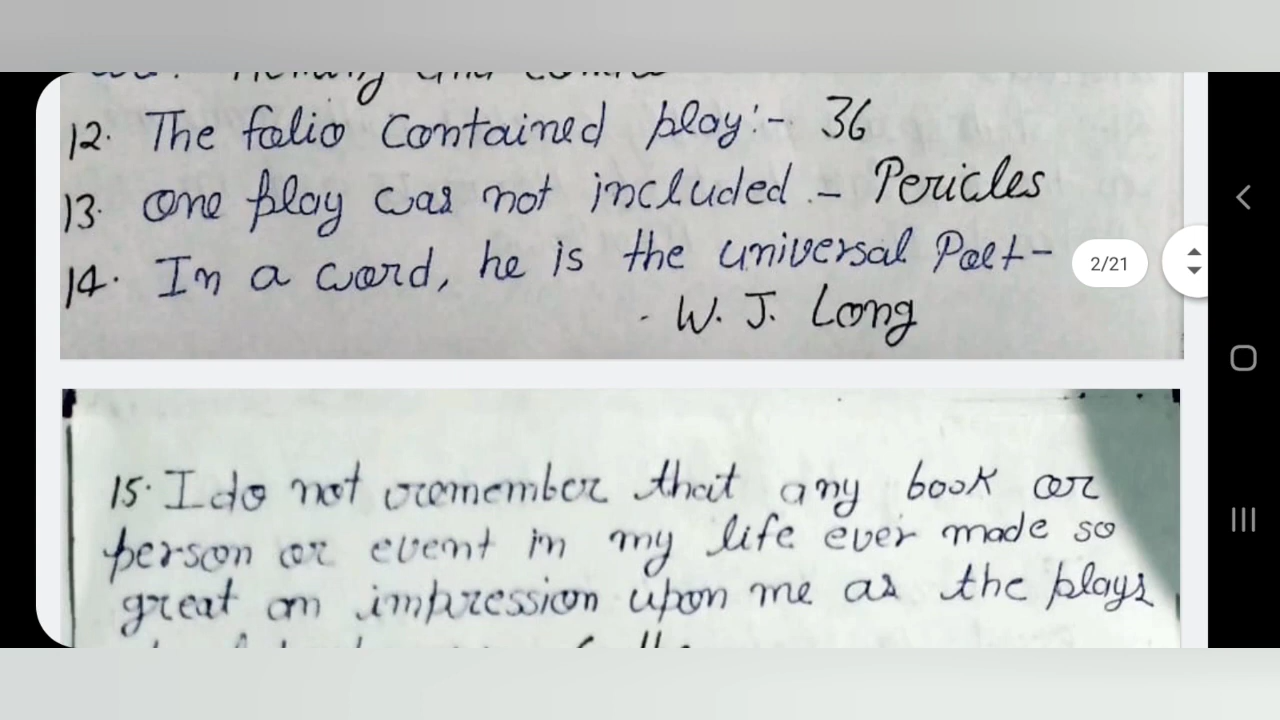 12. The folio Contained play:- 36
13. One play was not included - Pericles
14. In a word, he is the universal Poet-
- W. J. Long
2/21
15. I do not remember that any book or
person or event in my life ever made so
great an impression upon me as the plays